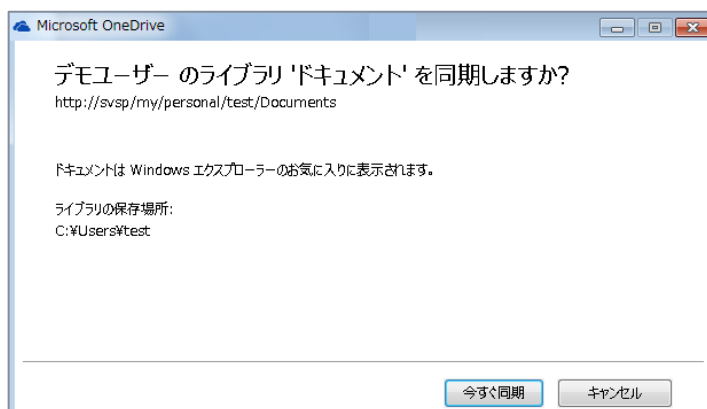 Microsoft OneDrive
デモユーザー のライブラリ 'ドキュメント' を同期しますか?
http://svsp/my/personal/test/Documents
ドキュメントは Windows エクスプローラーのお気に入りに表示されます。
ライブラリの保存場所:
C:¥Users¥test
今すぐ同期
キャンセル